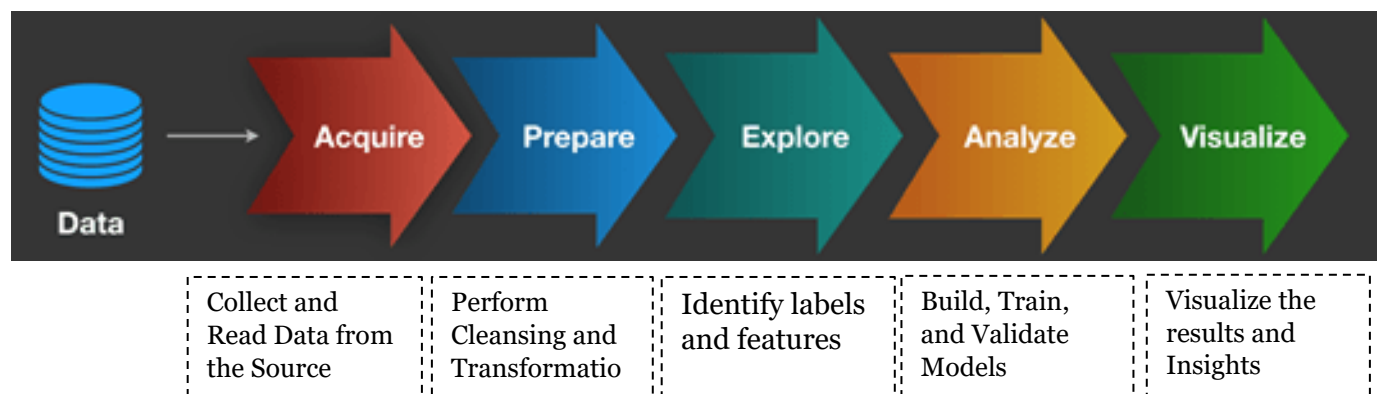 Data
Acquire
Prepare
Explore
Analyze
Visualize
Collect and
Read Data from
the Source
Perform
Cleansing and
Transformatio
Identify labels
and features
Build, Train,
and Validate
Models
Visualize the
results and
Insights